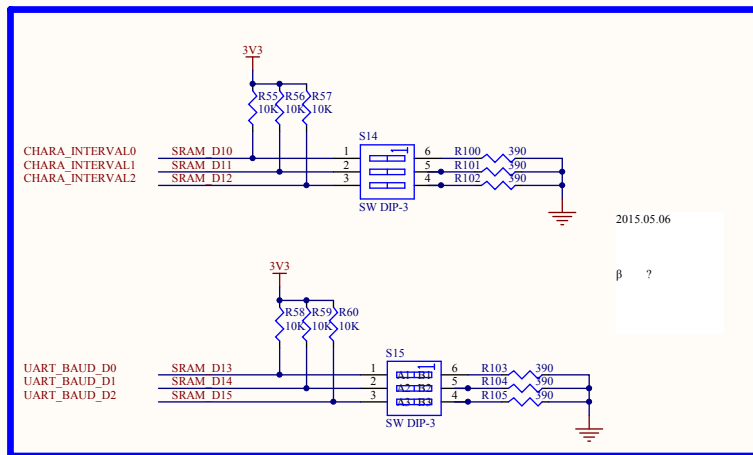 3V3
R55 R56 R57
10K 10K 10K
S14
CHARA_INTERVAL0 SRAM_D10 1 6 R100 390
CHARA_INTERVAL1 SRAM_D11 2 5 R101 390
CHARA_INTERVAL2 SRAM_D12 3 4 R102 390
1
SW DIP-3
2015.05.06
β ?
3V3
R58 R59 R60
10K 10K 10K
S15
UART_BAUD_D0 SRAM_D13 1 A1 B1 6 R103 390
UART_BAUD_D1 SRAM_D14 2 A2 B2 5 R104 390
UART_BAUD_D2 SRAM_D15 3 A3 B3 4 R105 390
1
SW DIP-3